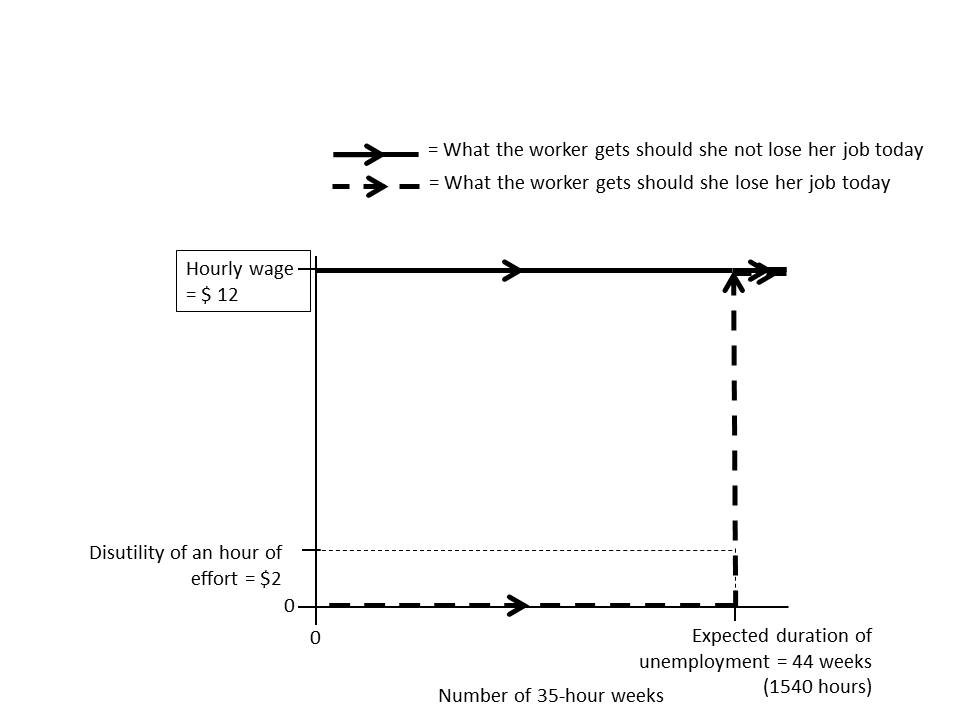 = What the worker gets should she not lose her job today
= What the worker gets should she lose her job today
Hourly wage
= $ 12
Disutility of an hour of
effort = $2
0
0
Expected duration of
unemployment = 44 weeks
(1540 hours)
Number of 35-hour weeks